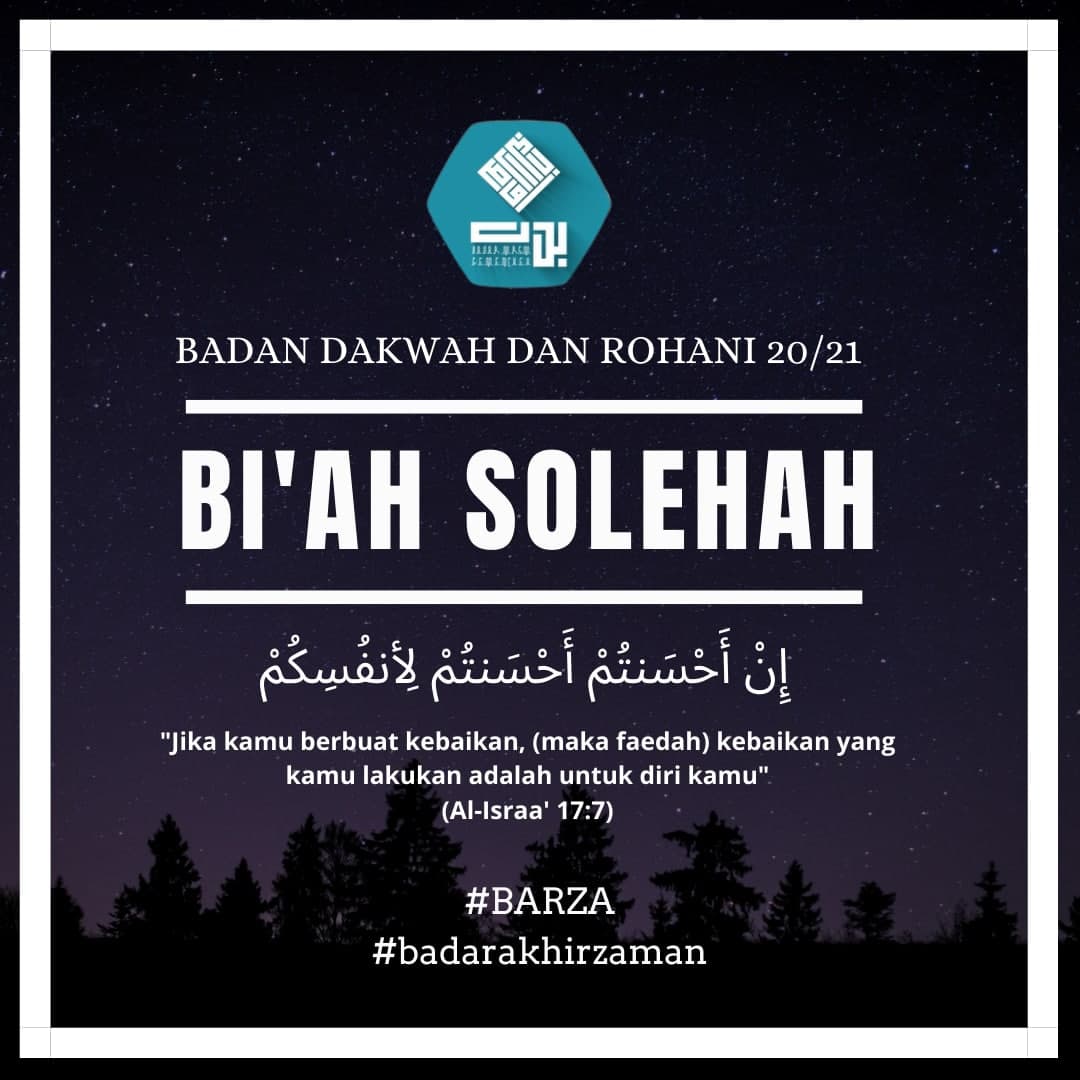 BADAN DAKWAH DAN ROHANI 20/21
BI'AH SOLEHAH
إِنْ أَحْسَنتُمْ أَحْسَنتُمْ لِأَنفُسِكُمْ
"Jika kamu berbuat kebaikan, (maka faedah) kebaikan yang
kamu lakukan adalah untuk diri kamu"
(Al-Israa' 17:7)
#BARZA
#badarakhirzaman